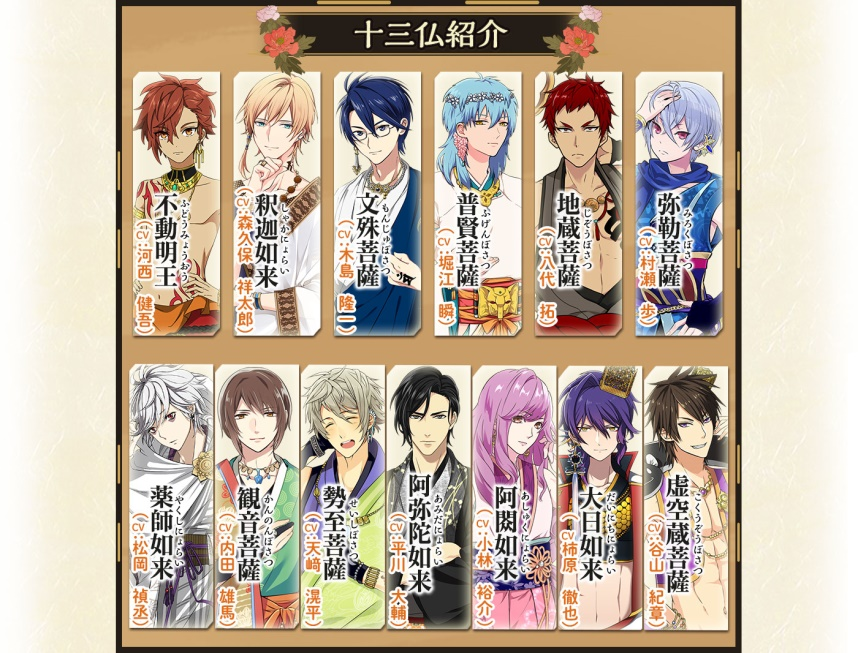 十三仏紹介
不動明王
ふどうみょうおう
(CV:河西 健吾)
釈迦如来
しゃかにょらい
(CV:森久保 祥太郎)
文殊菩薩
もんじゅぼさつ
(CV:木島 隆一)
普賢菩薩
ふげんぼさつ
(CV:堀江 瞬)
地蔵菩薩
じぞうぼさつ
(CV:八代 拓)
弥勒菩薩
みろくぼさつ
(CV:村瀬 歩)
薬師如来
やくしにょらい
(CV:松岡 禎丞)
観音菩薩
かんのんぼさつ
(CV:内田 雄馬)
勢至菩薩
せいしぼさつ
(CV:天﨑 滉平)
阿弥陀如来
あみだにょらい
(CV:平川 大輔)
阿閦如来
あしゅくにょらい
(CV:小林 裕介)
大日如来
だいにちにょらい
(CV:柿原 徹也)
虚空蔵菩薩
こくうぞうぼさつ
(CV:谷山 紀章)